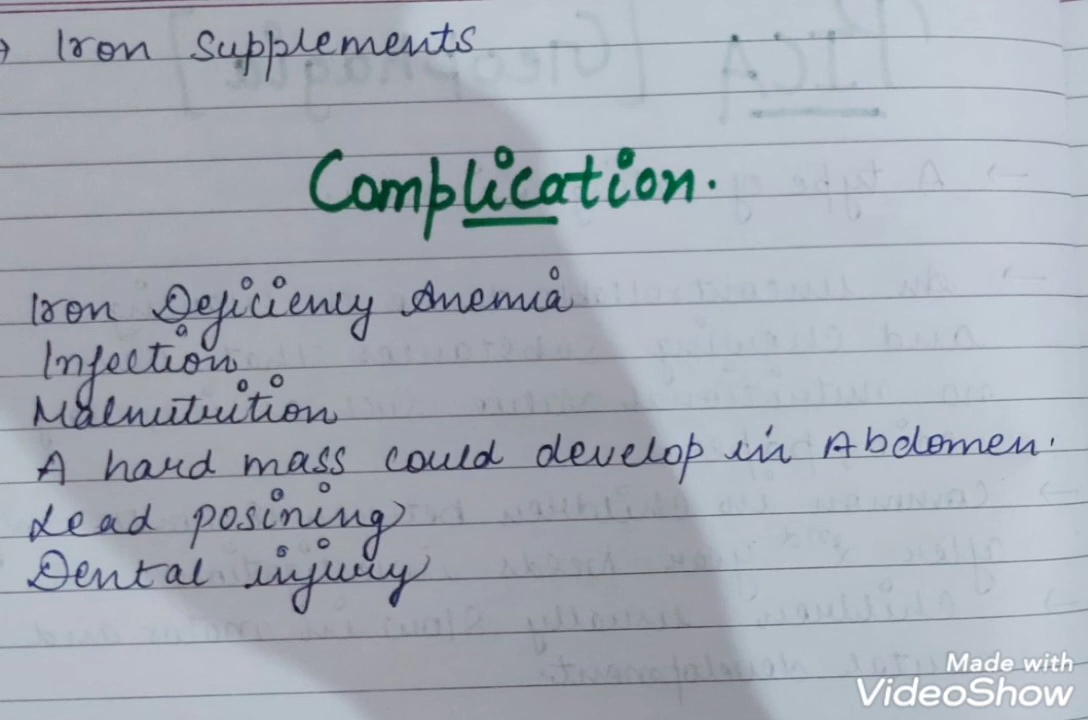 → Iron Supplements
Complication.
Iron Deficiency Anemia
Infection
Malnutrition
A hard mass could develop in Abdomen.
Lead posining
Dental injury
Made with
VideoShow